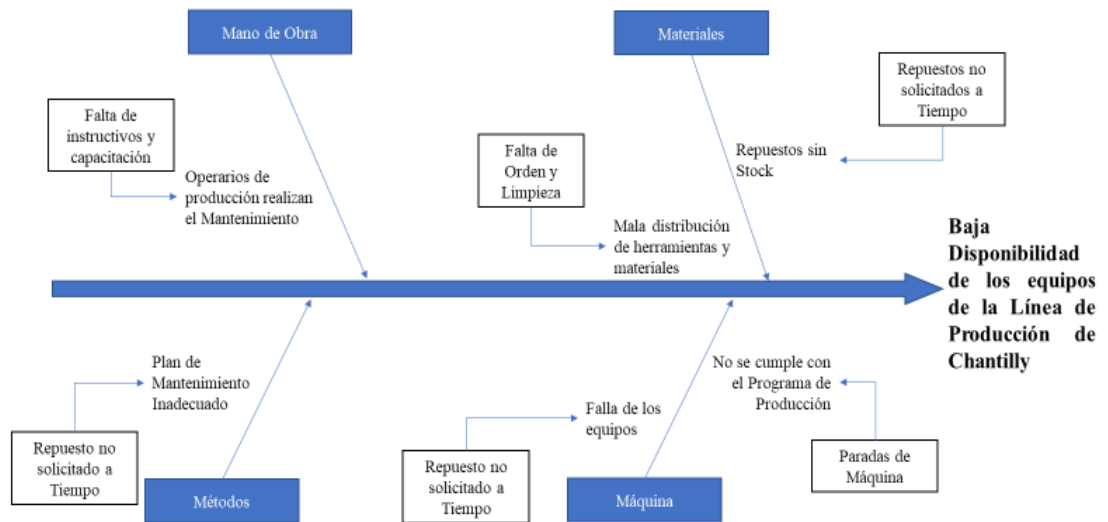 Mano de Obra
Materiales
Repuestos no
solicitados a
Tiempo
Falta de
instructivos y
capacitación
Falta de
Orden y
Limpieza
Repuestos sin
Stock
Operarios de
producción realizan
el Mantenimiento
Mala distribución
de herramientas y
materiales
Baja
Disponibilidad
de los equipos
de la Línea de
Producción de
Chantilly
Plan de
Mantenimiento
Inadecuado
No se cumple con
el Programa de
Producción
Falla de los
equipos
Repuesto no
solicitado a
Tiempo
Repuesto no
solicitado a
Tiempo
Paradas de
Máquina
Métodos
Máquina